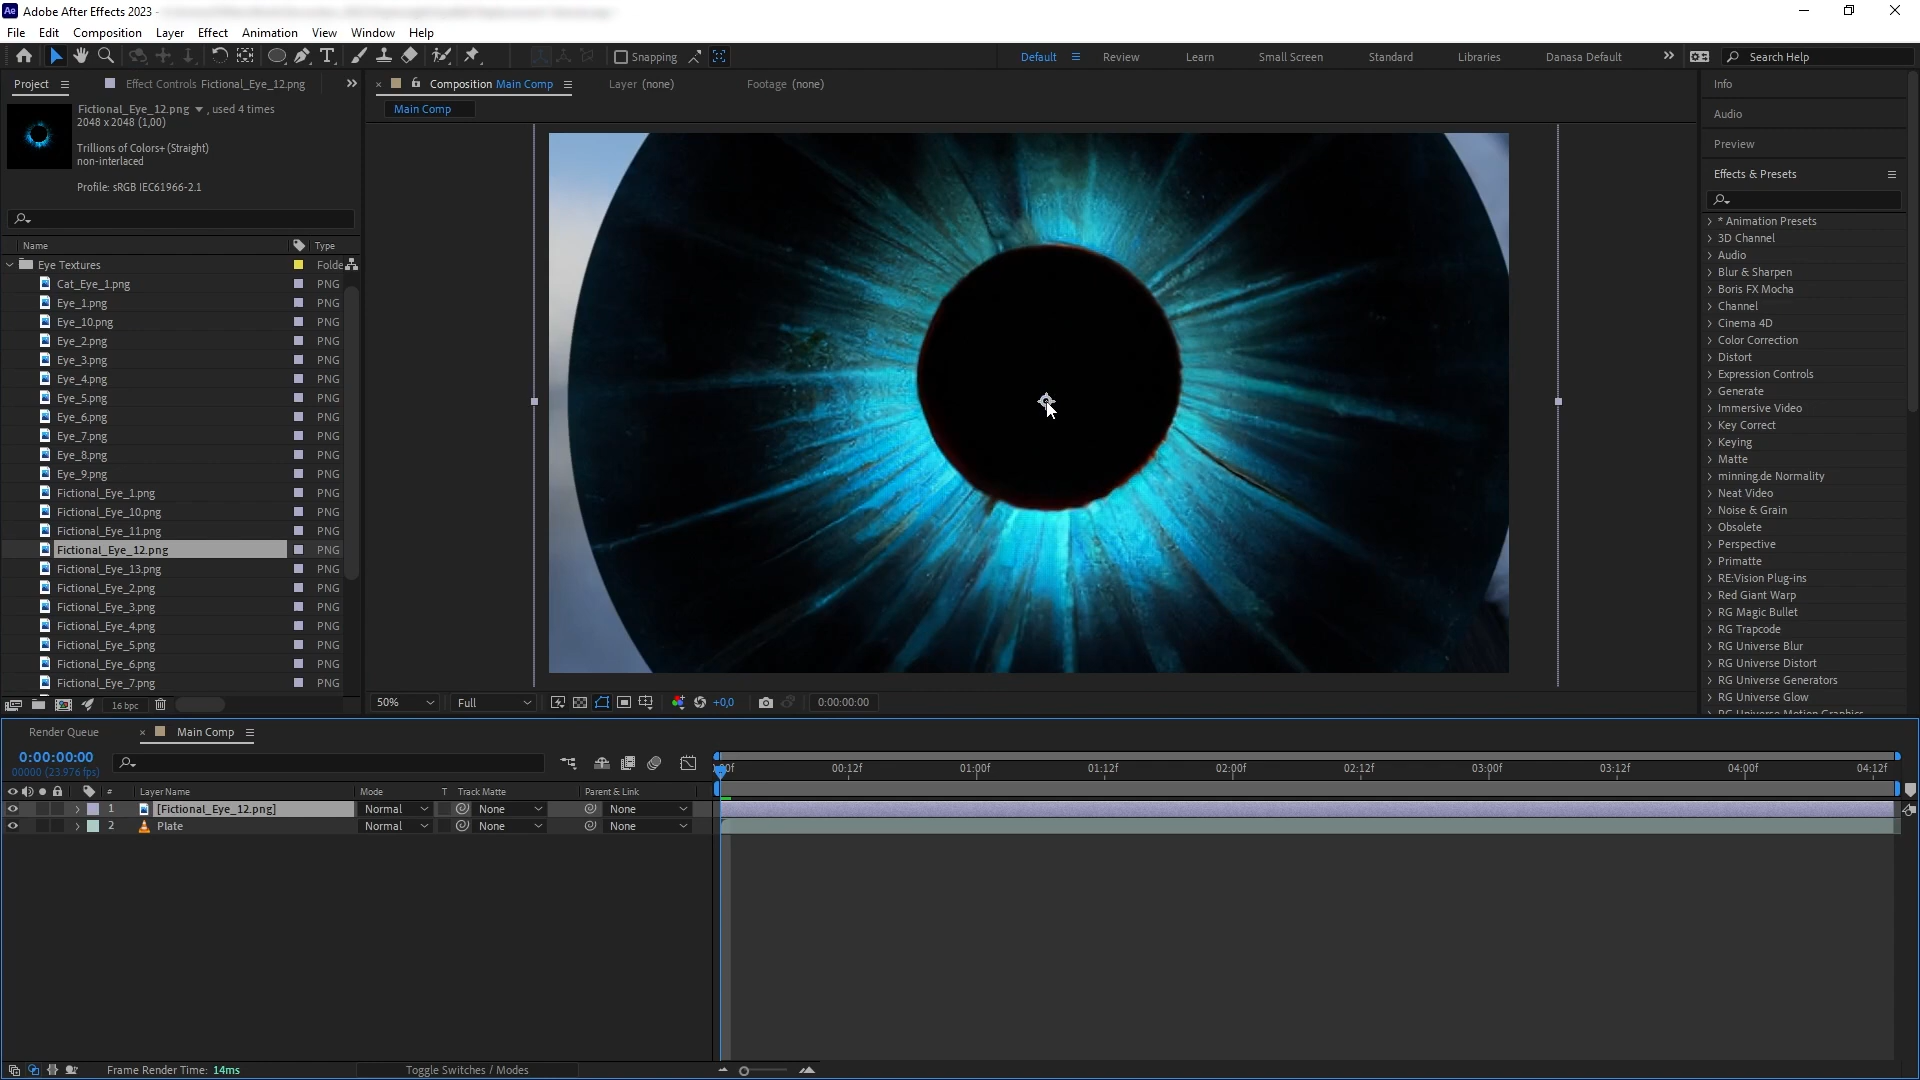 Adobe After Effects 2023 -
File Edit Composition Layer Effect Animation View Window Help
Snapping
Default Review Learn Small Screen Standard Libraries Danasa Default
Search Help
Project Effect Controls Fictional_Eye_12.png
Composition Main Comp Layer (none) Footage (none)
Main Comp
Fictional_Eye_12.png , used 4 times
2048 x 2048 (1,00)
Trillions of Colors+ (Straight)
non-interlaced
Profile: sRGB IEC61966-2.1
Name Type
Eye Textures Folde
Cat_Eye_1.png PNG
Eye_1.png PNG
Eye_10.png PNG
Eye_2.png PNG
Eye_3.png PNG
Eye_4.png PNG
Eye_5.png PNG
Eye_6.png PNG
Eye_7.png PNG
Eye_8.png PNG
Eye_9.png PNG
Fictional_Eye_1.png PNG
Fictional_Eye_10.png PNG
Fictional_Eye_11.png PNG
Fictional_Eye_12.png PNG
Fictional_Eye_13.png PNG
Fictional_Eye_2.png PNG
Fictional_Eye_3.png PNG
Fictional_Eye_4.png PNG
Fictional_Eye_5.png PNG
Fictional_Eye_6.png PNG
Fictional_Eye_7.png PNG
16 bpc
50% Full +0,0 0:00:00:00
Info
Audio
Preview
Effects & Presets
* Animation Presets
3D Channel
Audio
Blur & Sharpen
Boris FX Mocha
Channel
Cinema 4D
Color Correction
Distort
Expression Controls
Generate
Immersive Video
Key Correct
Keying
Matte
minning.de Normality
Neat Video
Noise & Grain
Obsolete
Perspective
Primatte
RE:Vision Plug-ins
Red Giant Warp
RG Magic Bullet
RG Trapcode
RG Universe Blur
RG Universe Distort
RG Universe Generators
RG Universe Glow
RG Universe Motion Graphics
Render Queue Main Comp
0:00:00:00
00000 (23.976 fps)
00f 00:12f 01:00f 01:12f 02:00f 02:12f 03:00f 03:12f 04:00f 04:12f
# Layer Name Mode T Track Matte Parent & Link
1 [Fictional_Eye_12.png] Normal None None
2 Plate Normal None None
Frame Render Time: 14ms Toggle Switches / Modes